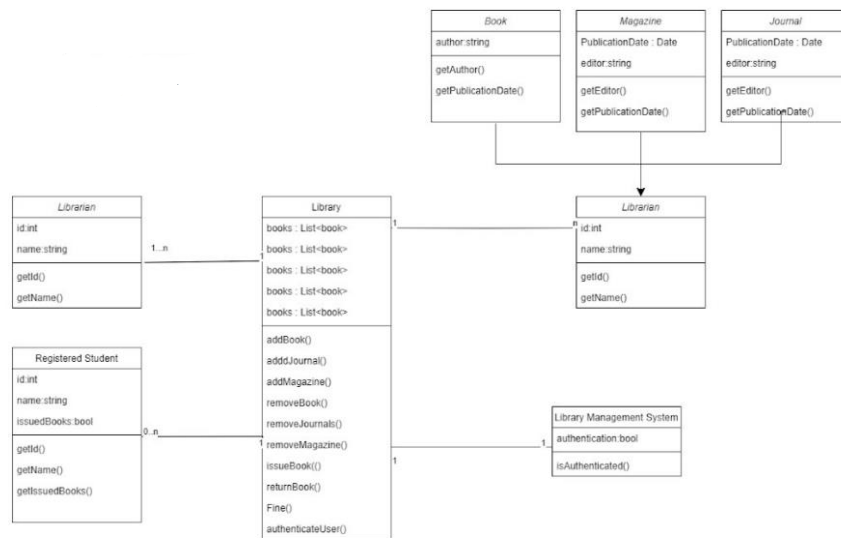 Book
author:string
getAuthor()
getPublicationDate()
Magazine
PublicationDate : Date
editor:string
getEditor()
getPublicationDate()
Journal
PublicationDate : Date
editor:string
getEditor()
getPublicationDate()
Librarian
id:int
name:string
getId()
getName()
1...n
1
Library
books : List<book>
books : List<book>
books : List<book>
books : List<book>
books : List<book>
addBook()
adddJournal()
addMagazine()
removeBook()
removeJournals()
removeMagazine()
issueBook(()
returnBook()
Fine()
authenticateUser()
1
n
Librarian
id:int
name:string
getId()
getName()
Registered Student
id:int
name:string
issuedBooks:bool
getId()
getName()
getIssuedBooks()
0..n
1
1
1
Library Management System
authentication:bool
isAuthenticated()